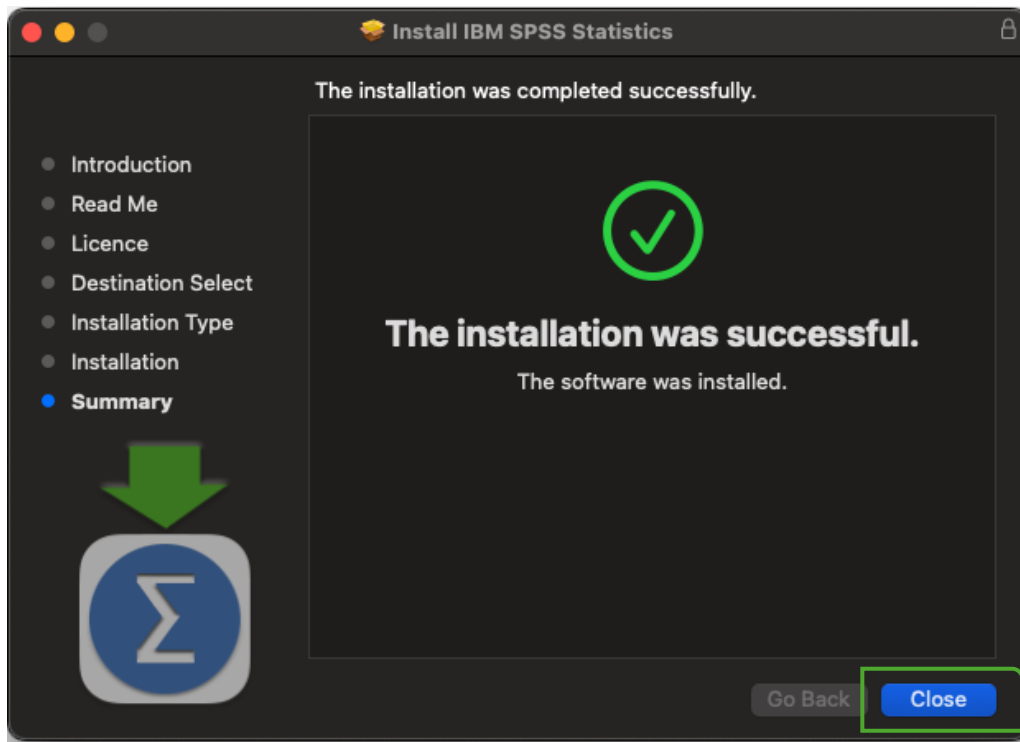 Install IBM SPSS Statistics
The installation was completed successfully.
Introduction
Read Me
Licence
Destination Select
Installation Type
Installation
Summary
The installation was successful.
The software was installed.
Σ
Go Back
Close